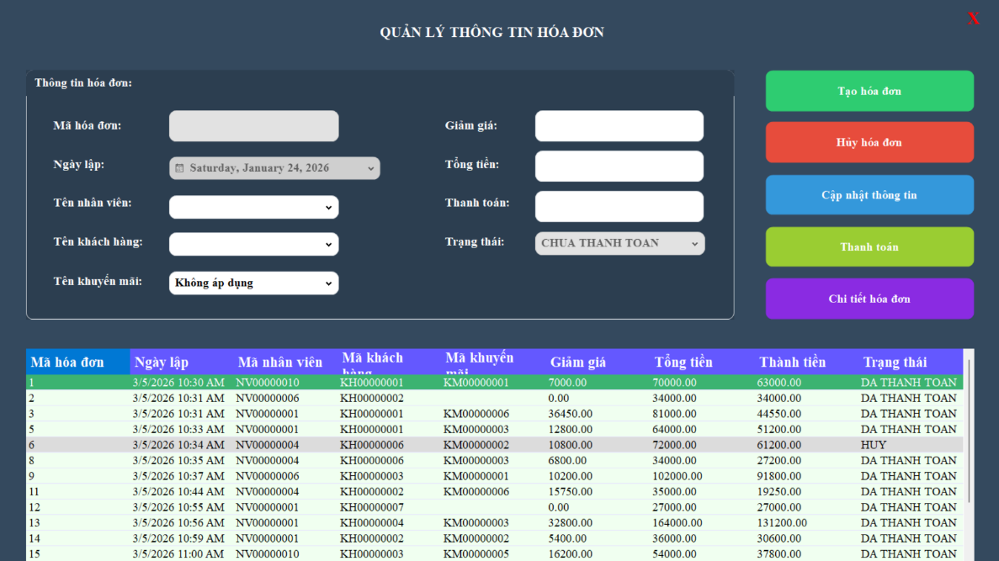 X
QUẢN LÝ THÔNG TIN HÓA ĐƠN
Thông tin hóa đơn:
Mã hóa đơn:
Ngày lập: Saturday, January 24, 2026
Tên nhân viên:
Tên khách hàng:
Tên khuyến mãi: Không áp dụng
Giảm giá:
Tổng tiền:
Thanh toán:
Trạng thái: CHUA THANH TOAN
Tạo hóa đơn
Hủy hóa đơn
Cập nhật thông tin
Thanh toán
Chi tiết hóa đơn
Mã hóa đơn Ngày lập Mã nhân viên Mã khách hàng Mã khuyến mãi Giảm giá Tổng tiền Thành tiền Trạng thái
1 3/5/2026 10:30 AM NV00000010 KH00000001 KM00000001 7000.00 70000.00 63000.00 DA THANH TOAN
2 3/5/2026 10:31 AM NV00000006 KH00000002 0.00 34000.00 34000.00 DA THANH TOAN
3 3/5/2026 10:31 AM NV00000001 KH00000001 KM00000006 36450.00 81000.00 44550.00 DA THANH TOAN
5 3/5/2026 10:33 AM NV00000001 KH00000001 KM00000003 12800.00 64000.00 51200.00 DA THANH TOAN
6 3/5/2026 10:34 AM NV00000004 KH00000006 KM00000002 10800.00 72000.00 61200.00 HUY
8 3/5/2026 10:35 AM NV00000004 KH00000006 KM00000003 6800.00 34000.00 27200.00 DA THANH TOAN
9 3/5/2026 10:37 AM NV00000006 KH00000003 KM00000001 10200.00 102000.00 91800.00 DA THANH TOAN
11 3/5/2026 10:44 AM NV00000004 KH00000002 KM00000006 15750.00 35000.00 19250.00 DA THANH TOAN
12 3/5/2026 10:55 AM NV00000001 KH00000007 0.00 27000.00 27000.00 DA THANH TOAN
13 3/5/2026 10:56 AM NV00000001 KH00000004 KM00000003 32800.00 164000.00 131200.00 DA THANH TOAN
14 3/5/2026 10:59 AM NV00000001 KH00000002 KM00000002 5400.00 36000.00 30600.00 DA THANH TOAN
15 3/5/2026 11:00 AM NV00000010 KH00000003 KM00000005 16200.00 54000.00 37800.00 DA THANH TOAN